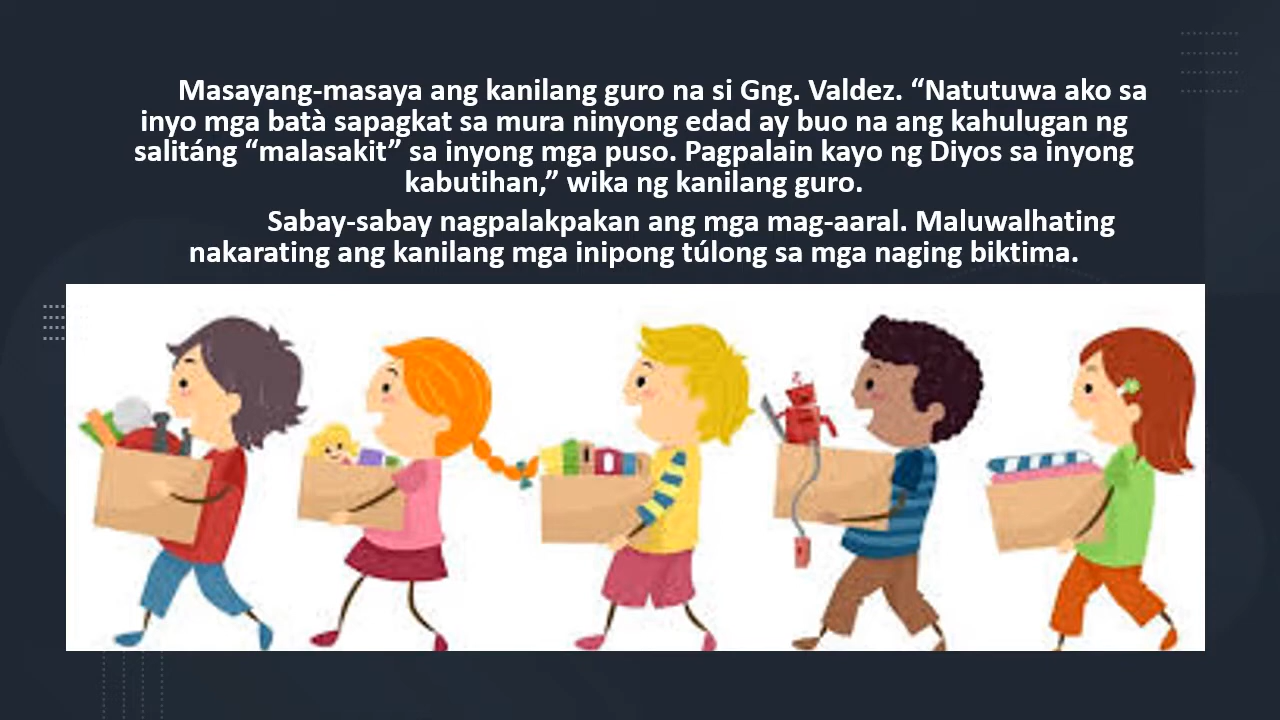 Masayang-masaya ang kanilang guro na si Gng. Valdez. “Natutuwa ako sa
inyo mga batà sapagkat sa mura ninyong edad ay buo na ang kahulugan ng
salitáng “malasakit” sa inyong mga puso. Pagpalain kayo ng Diyos sa inyong
kabutihan,” wika ng kanilang guro.
Sabay-sabay nagpalakpakan ang mga mag-aaral. Maluwalhating
nakarating ang kanilang mga inipong túlong sa mga naging biktima.